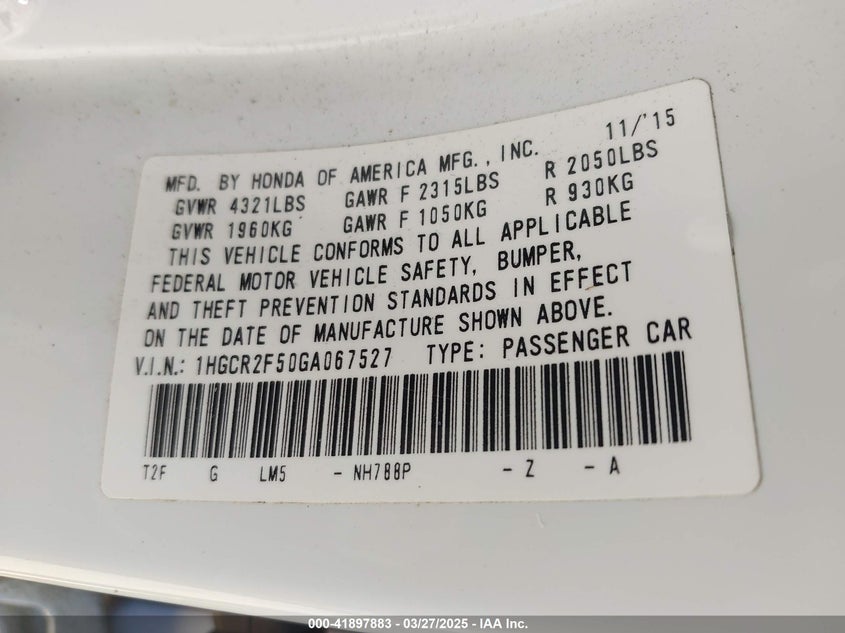 11/'15
MFD. BY HONDA OF AMERICA MFG., INC.
GVWR 4321LBS GAWR F 2315LBS R 2050LBS
GVWR 1960KG GAWR F 1050KG R 930KG
THIS VEHICLE CONFORMS TO ALL APPLICABLE
FEDERAL MOTOR VEHICLE SAFETY, BUMPER,
AND THEFT PREVENTION STANDARDS IN EFFECT
ON THE DATE OF MANUFACTURE SHOWN ABOVE.
V.I.N.: 1HGCR2F50GA067527 TYPE: PASSENGER CAR
T2F G LM5 - NH788P - Z - A
000-41897883 - 03/27/2025 - IAA Inc.